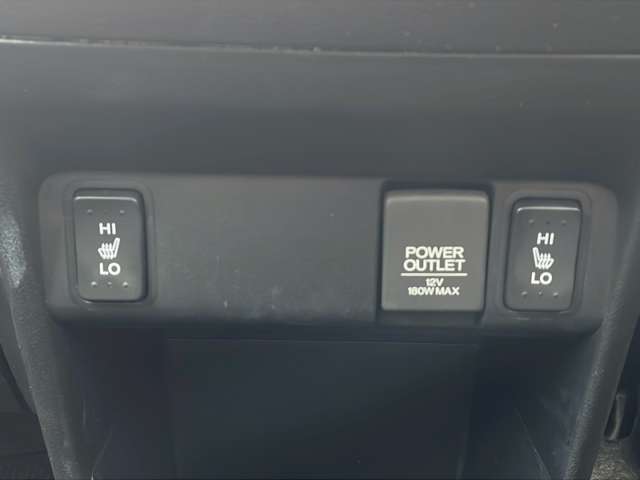 HI
LO
POWER
OUTLET
12V
180W MAX
HI
LO